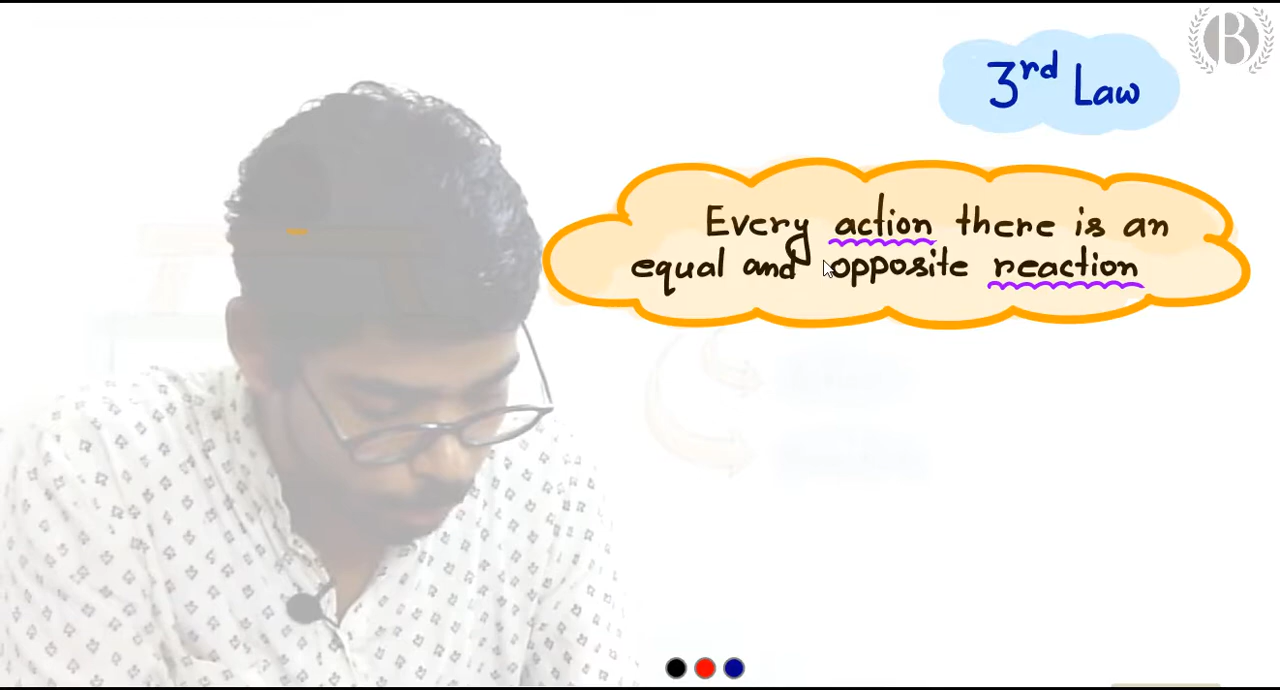 B
3rd Law
Every action there is an
equal and opposite reaction